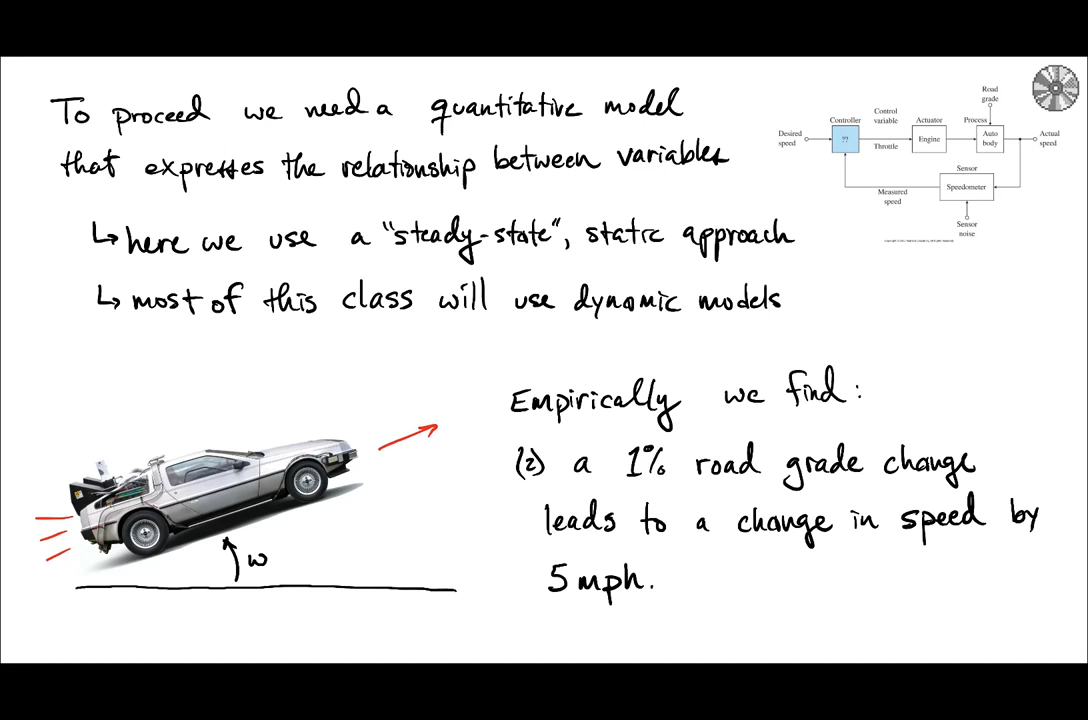 To proceed we need a quantitative model
that expresses the relationship between variables
↳ here we use a "steady-state", static approach
↳ most of this class will use dynamic models
Road
grade
Control
variable
Controller
Actuator
Process
Desired
speed
??
Engine
Auto
body
Actual
speed
Throttle
Sensor
Speedometer
Measured
speed
Sensor
noise
Empirically we find:
(2) a 1% road grade change
leads to a change in speed by
5 mph.
w